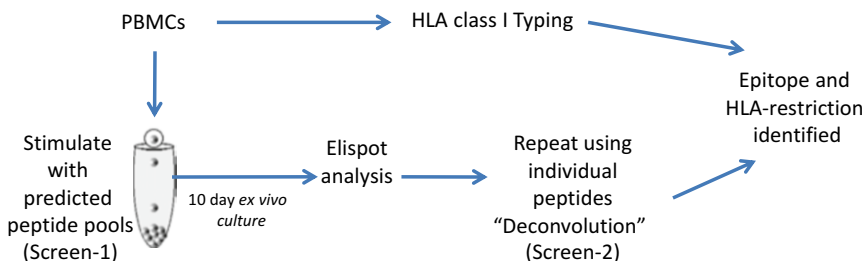 PBMCs
HLA class I Typing
Epitope and
HLA-restriction
identified
Stimulate
with
predicted
peptide pools
(Screen-1)
10 day ex vivo
culture
Elispot
analysis
Repeat using
individual
peptides
“Deconvolution”
(Screen-2)